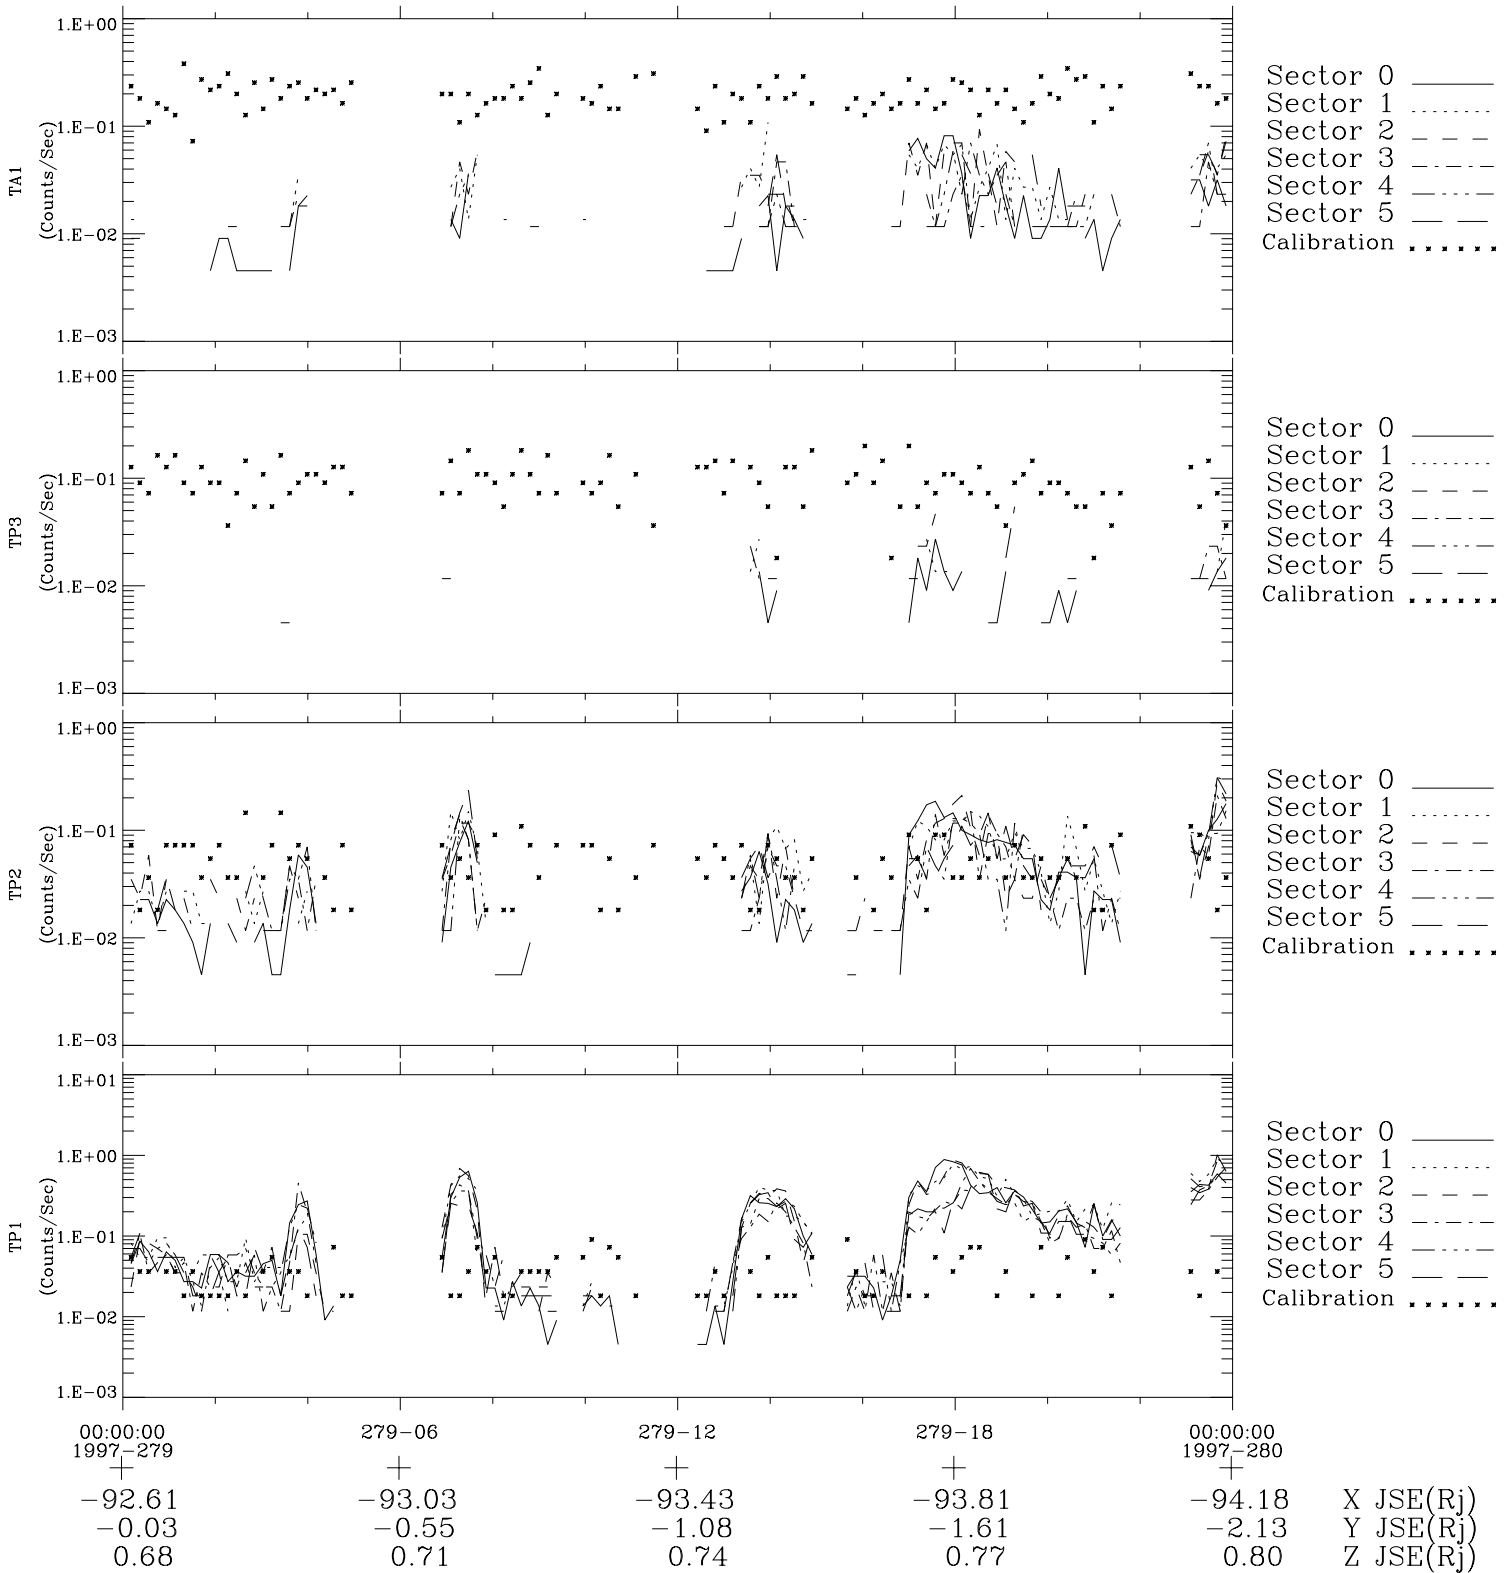 1.E+00
Sector 0
Sector 1
1.E-01
Sector 2
Sector 3
TA1
(Counts/Sec)
Sector 4
Sector 5
1.E-02
Calibration
1.E-03
1.E+00
Sector 0
Sector 1
1.E-01
Sector 2
Sector 3
TP3
(Counts/Sec)
Sector 4
Sector 5
1.E-02
Calibration
1.E-03
1.E+00
Sector 0
Sector 1
1.E-01
Sector 2
Sector 3
TP2
(Counts/Sec)
Sector 4
Sector 5
1.E-02
Calibration
1.E-03
1.E+01
Sector 0
1.E+00
Sector 1
Sector 2
Sector 3
TP1
(Counts/Sec)
1.E-01
Sector 4
Sector 5
Calibration
1.E-02
1.E-03
00:00:00 279-06 279-12 279-18 00:00:00
1997-279 1997-280
-92.61 -93.03 -93.43 -93.81 -94.18 X JSE(Rj)
-0.03 -0.55 -1.08 -1.61 -2.13 Y JSE(Rj)
0.68 0.71 0.74 0.77 0.80 Z JSE(Rj)